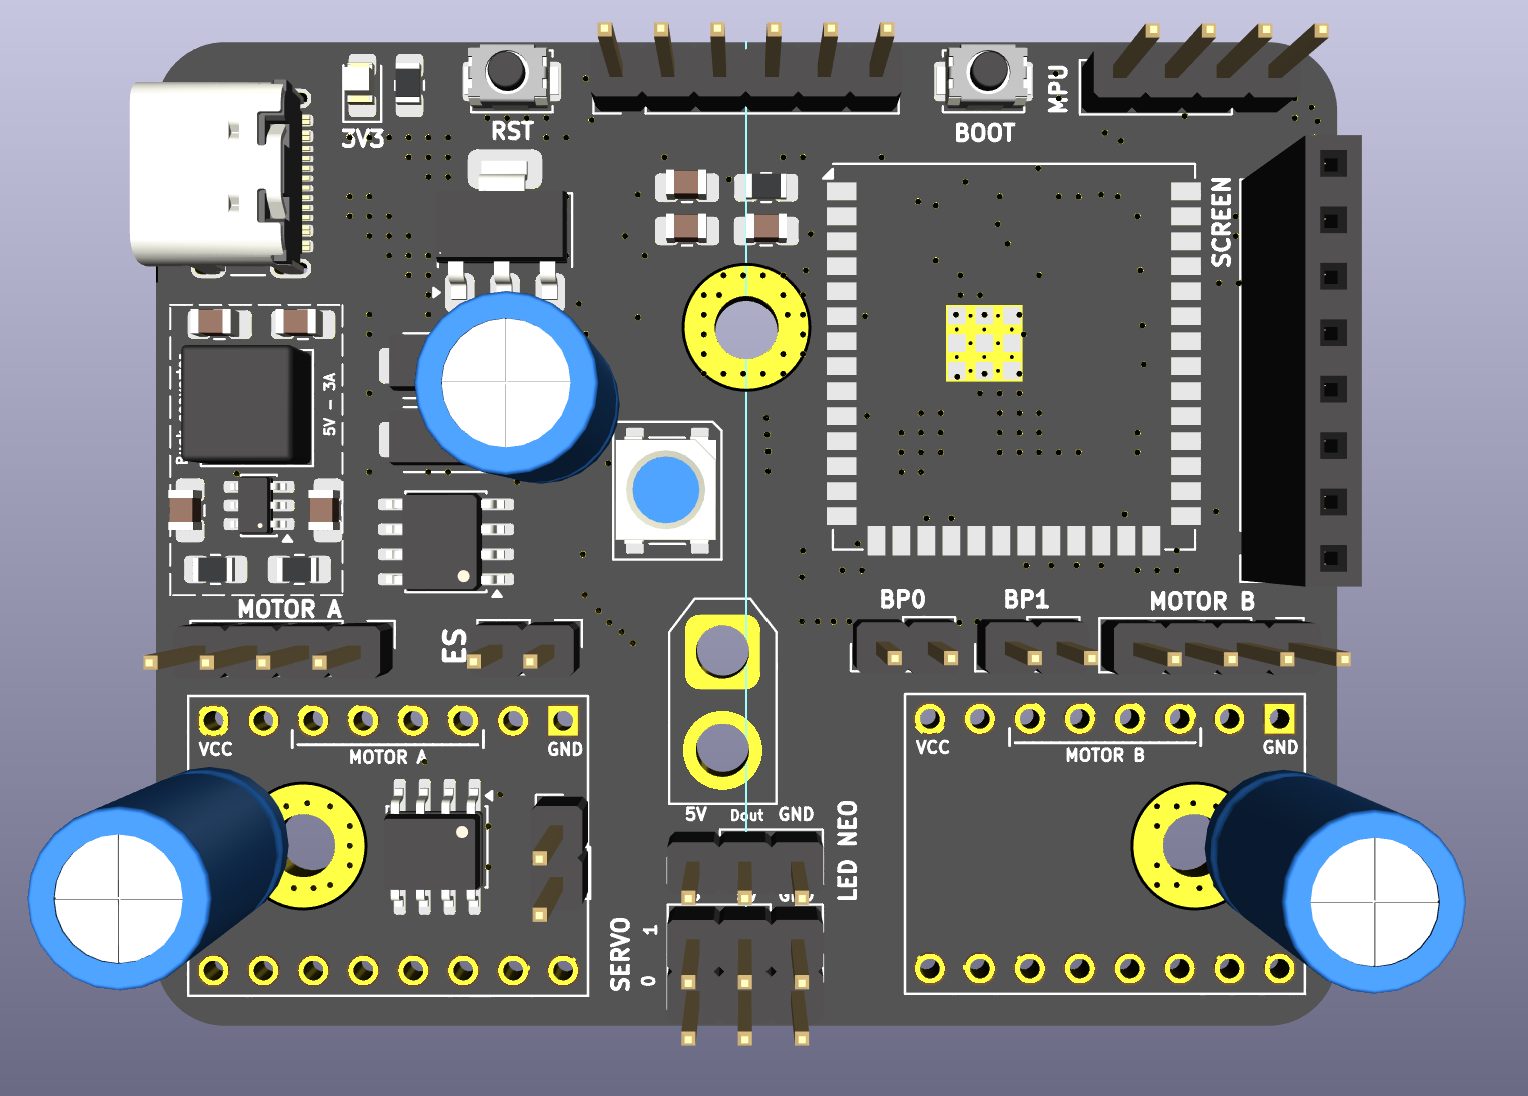 3V3
RST
BOOT
MPU
SCREEN
5V - 3A
MOTOR A
ES
BP0
BP1
MOTOR B
VCC
MOTOR A
GND
VCC
MOTOR B
GND
5V
Dout
GND
LED NEO
SERVO
1
0